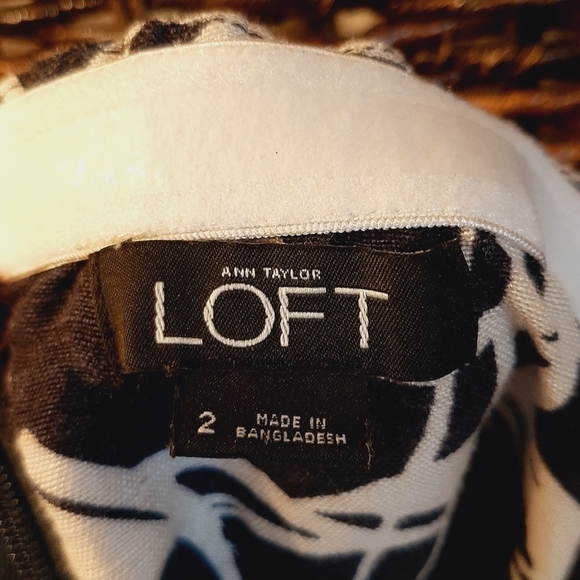 ANN TAYLOR
LOFT
2
MADE IN
BANGLADESH